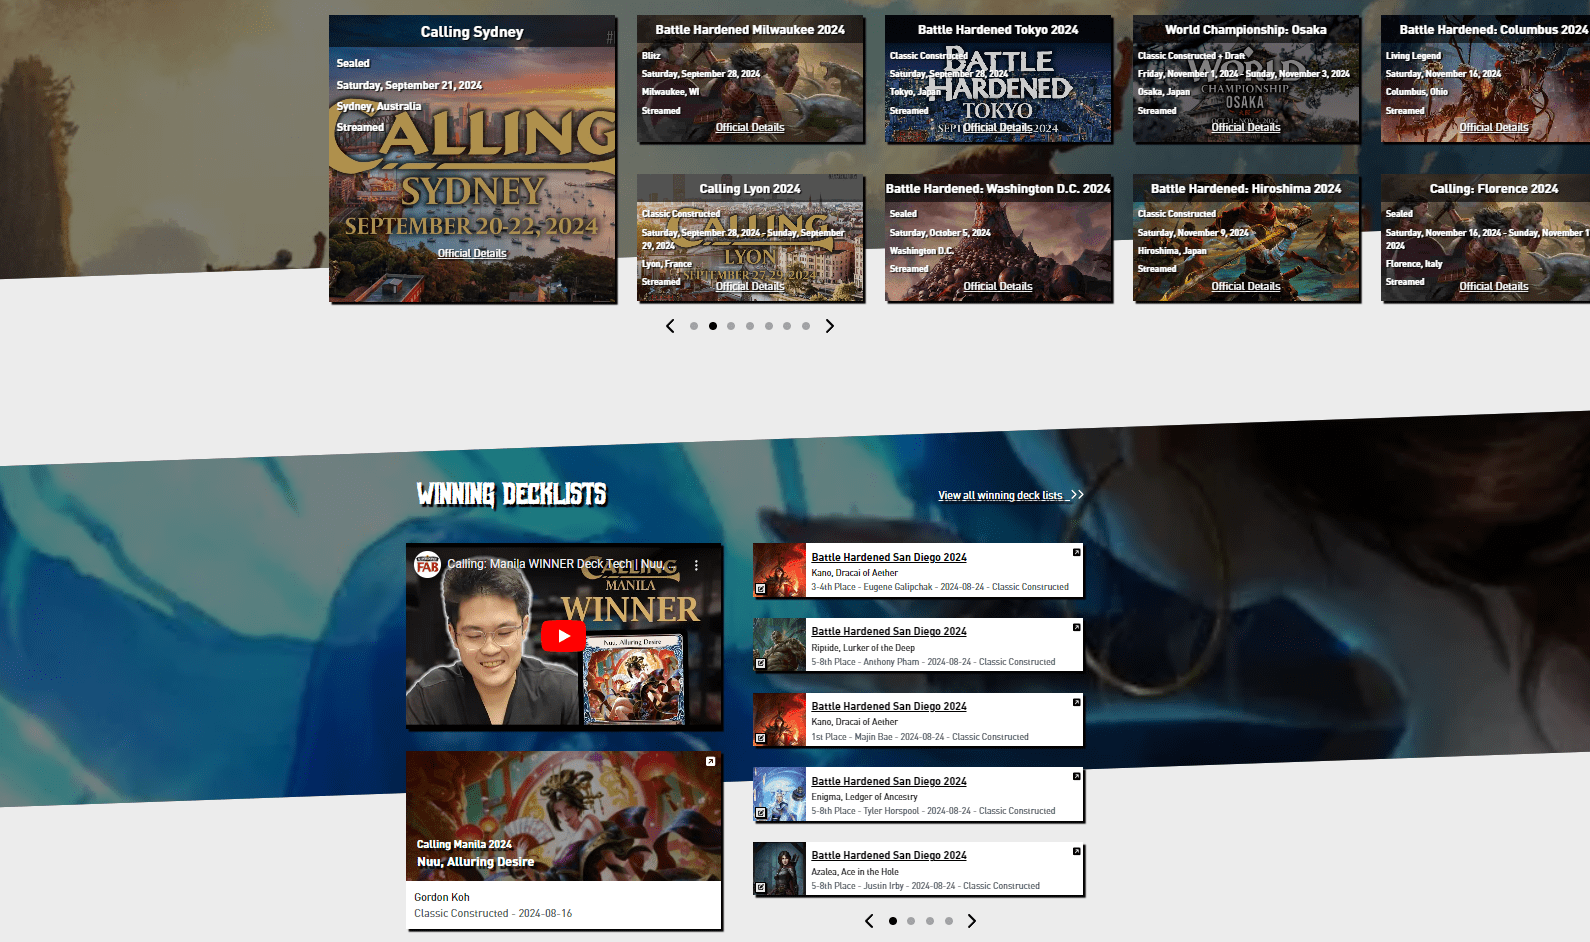 Calling Sydney
#
Sealed
Saturday, September 21, 2024
Sydney, Australia
Streamed
CALLING
SYDNEY
SEPTEMBER 20-22, 2024
Official Details
Battle Hardened Milwaukee 2024
Blitz
Saturday, September 28, 2024
Milwaukee, WI
Streamed
Official Details
Battle Hardened Tokyo 2024
Classic Constructed
Saturday, September 28, 2024
Tokyo, Japan
Streamed
BATTLE
HARDENED
TOKYO
2024
Official Details
World Championship: Osaka
Classic Constructed + Draft
Friday, November 1, 2024 - Sunday, November 3, 2024
Osaka, Japan
Streamed
WORLD
CHAMPIONSHIP
OSAKA
Official Details
Battle Hardened: Columbus 2024
Living Legend
Saturday, November 16, 2024
Columbus, Ohio
Streamed
Official Details
Calling Lyon 2024
Classic Constructed
Saturday, September 28, 2024 - Sunday, September
29, 2024
Lyon, France
Streamed
CALLING
LYON
SEPTEMBER 27-29, 2024
Official Details
Battle Hardened: Washington D.C. 2024
Sealed
Saturday, October 5, 2024
Washington D.C.
Streamed
Official Details
Battle Hardened: Hiroshima 2024
Classic Constructed
Saturday, November 9, 2024
Hiroshima, Japan
Streamed
Official Details
Calling: Florence 2024
Sealed
Saturday, November 16, 2024 - Sunday, November 1
2024
Florence, Italy
Streamed
Official Details
WINNING DECKLISTS
View all winning deck lists >>
FAB
Calling: Manila WINNER Deck Tech | Nuu,
CALLING
MANILA
WINNER
Nuu, Alluring Desire
Calling Manila 2024
Nuu, Alluring Desire
Gordon Koh
Classic Constructed - 2024-08-16
Battle Hardened San Diego 2024
Kano, Dracai of Aether
3-4th Place - Eugene Galipchak - 2024-08-24 - Classic Constructed
Battle Hardened San Diego 2024
Riptide, Lurker of the Deep
5-8th Place - Anthony Pham - 2024-08-24 - Classic Constructed
Battle Hardened San Diego 2024
Kano, Dracai of Aether
1st Place - Majin Bae - 2024-08-24 - Classic Constructed
Battle Hardened San Diego 2024
Enigma, Ledger of Ancestry
5-8th Place - Tyler Horspool - 2024-08-24 - Classic Constructed
Battle Hardened San Diego 2024
Azalea, Ace in the Hole
5-8th Place - Justin Irby - 2024-08-24 - Classic Constructed